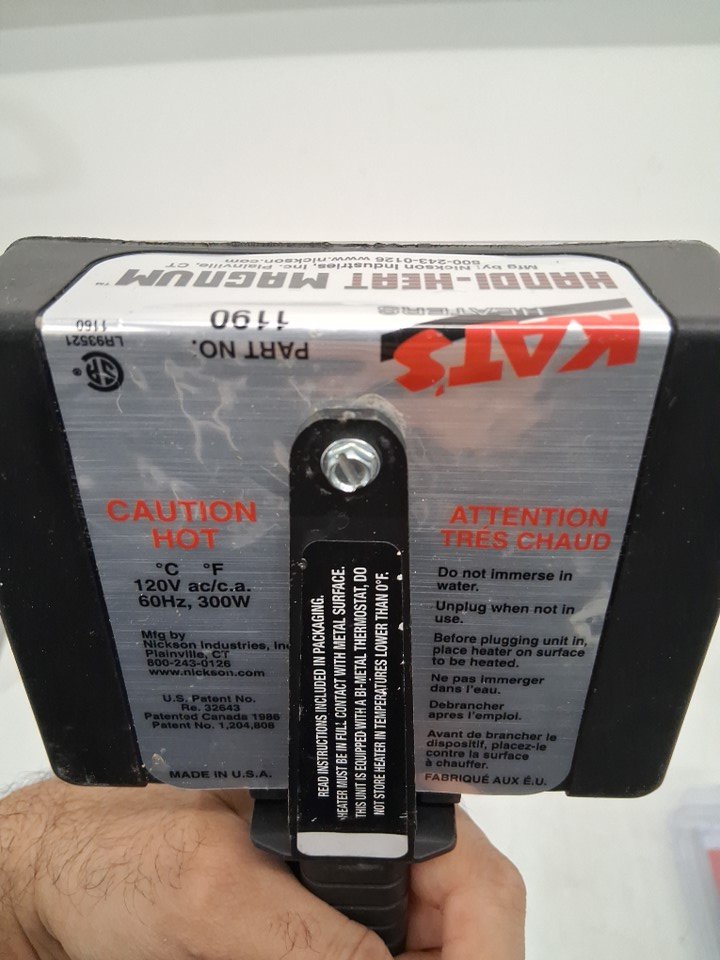 KAT'S
HEATERS
HANDI-HEAT MAGNUM™
Mfg by: Nickson Industries, Inc. Plainville, CT
800-243-0126 www.nickson.com
PART NO.
1190
SA ®
LR93521
1160
CAUTION
HOT
°C °F
120V ac/c.a.
60Hz, 300W
Mfg by
Nickson Industries, Inc
Plainville, CT
800-243-0126
www.nickson.com
U.S. Patent No.
Re. 32643
Patented Canada 1986
Patent No. 1,204,808
MADE IN U.S.A.
READ INSTRUCTIONS INCLUDED IN PACKAGING.
HEATER MUST BE IN FULL CONTACT WITH METAL SURFACE.
THIS UNIT IS EQUIPPED WITH A BI-METAL THERMOSTAT, DO
NOT STORE HEATER IN TEMPERATURES LOWER THAN 0°F.
ATTENTION
TRÉS CHAUD
Do not immerse in
water.
Unplug when not in
use.
Before plugging unit in,
place heater on surface
to be heated.
Ne pas immerger
dans l'eau.
Debrancher
apres l'emploi.
Avant de brancher le
dispositif, placez-le
contre la surface
à chauffer.
FABRIQUÉ AUX É.U.